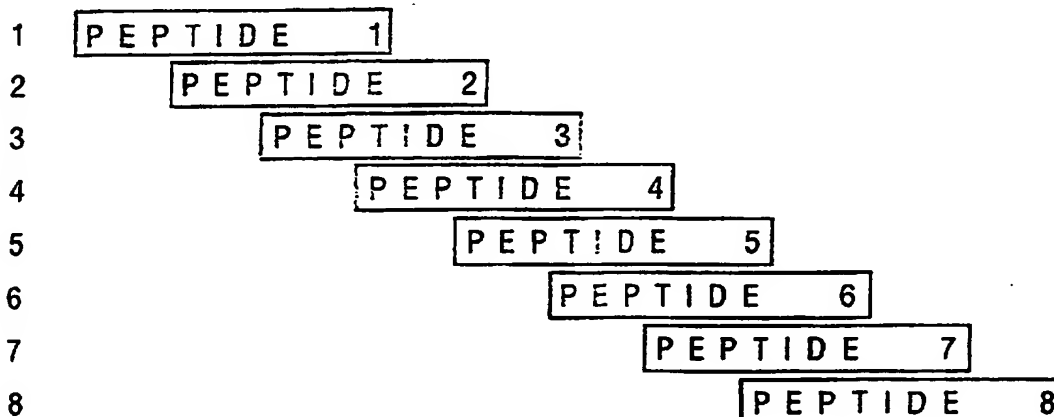 1 PEPTIDE 1
2 PEPTIDE 2
3 PEPTIDE 3
4 PEPTIDE 4
5 PEPTIDE 5
6 PEPTIDE 6
7 PEPTIDE 7
8 PEPTIDE 8